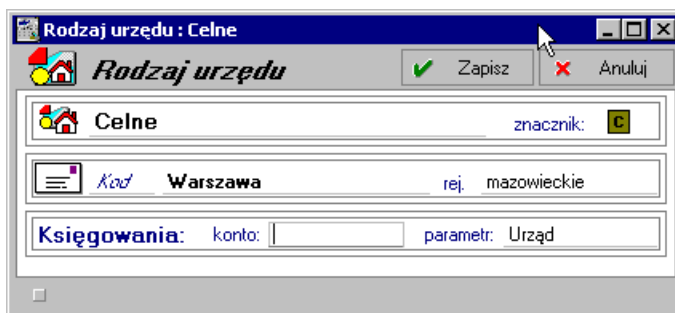 Rodzaj urzędu : Celne
Rodzaj urzędu Zapisz Anuluj
Celne znacznik: C
Kod Warszawa rej. mazowieckie
Księgowania: konto: parametr: Urząd